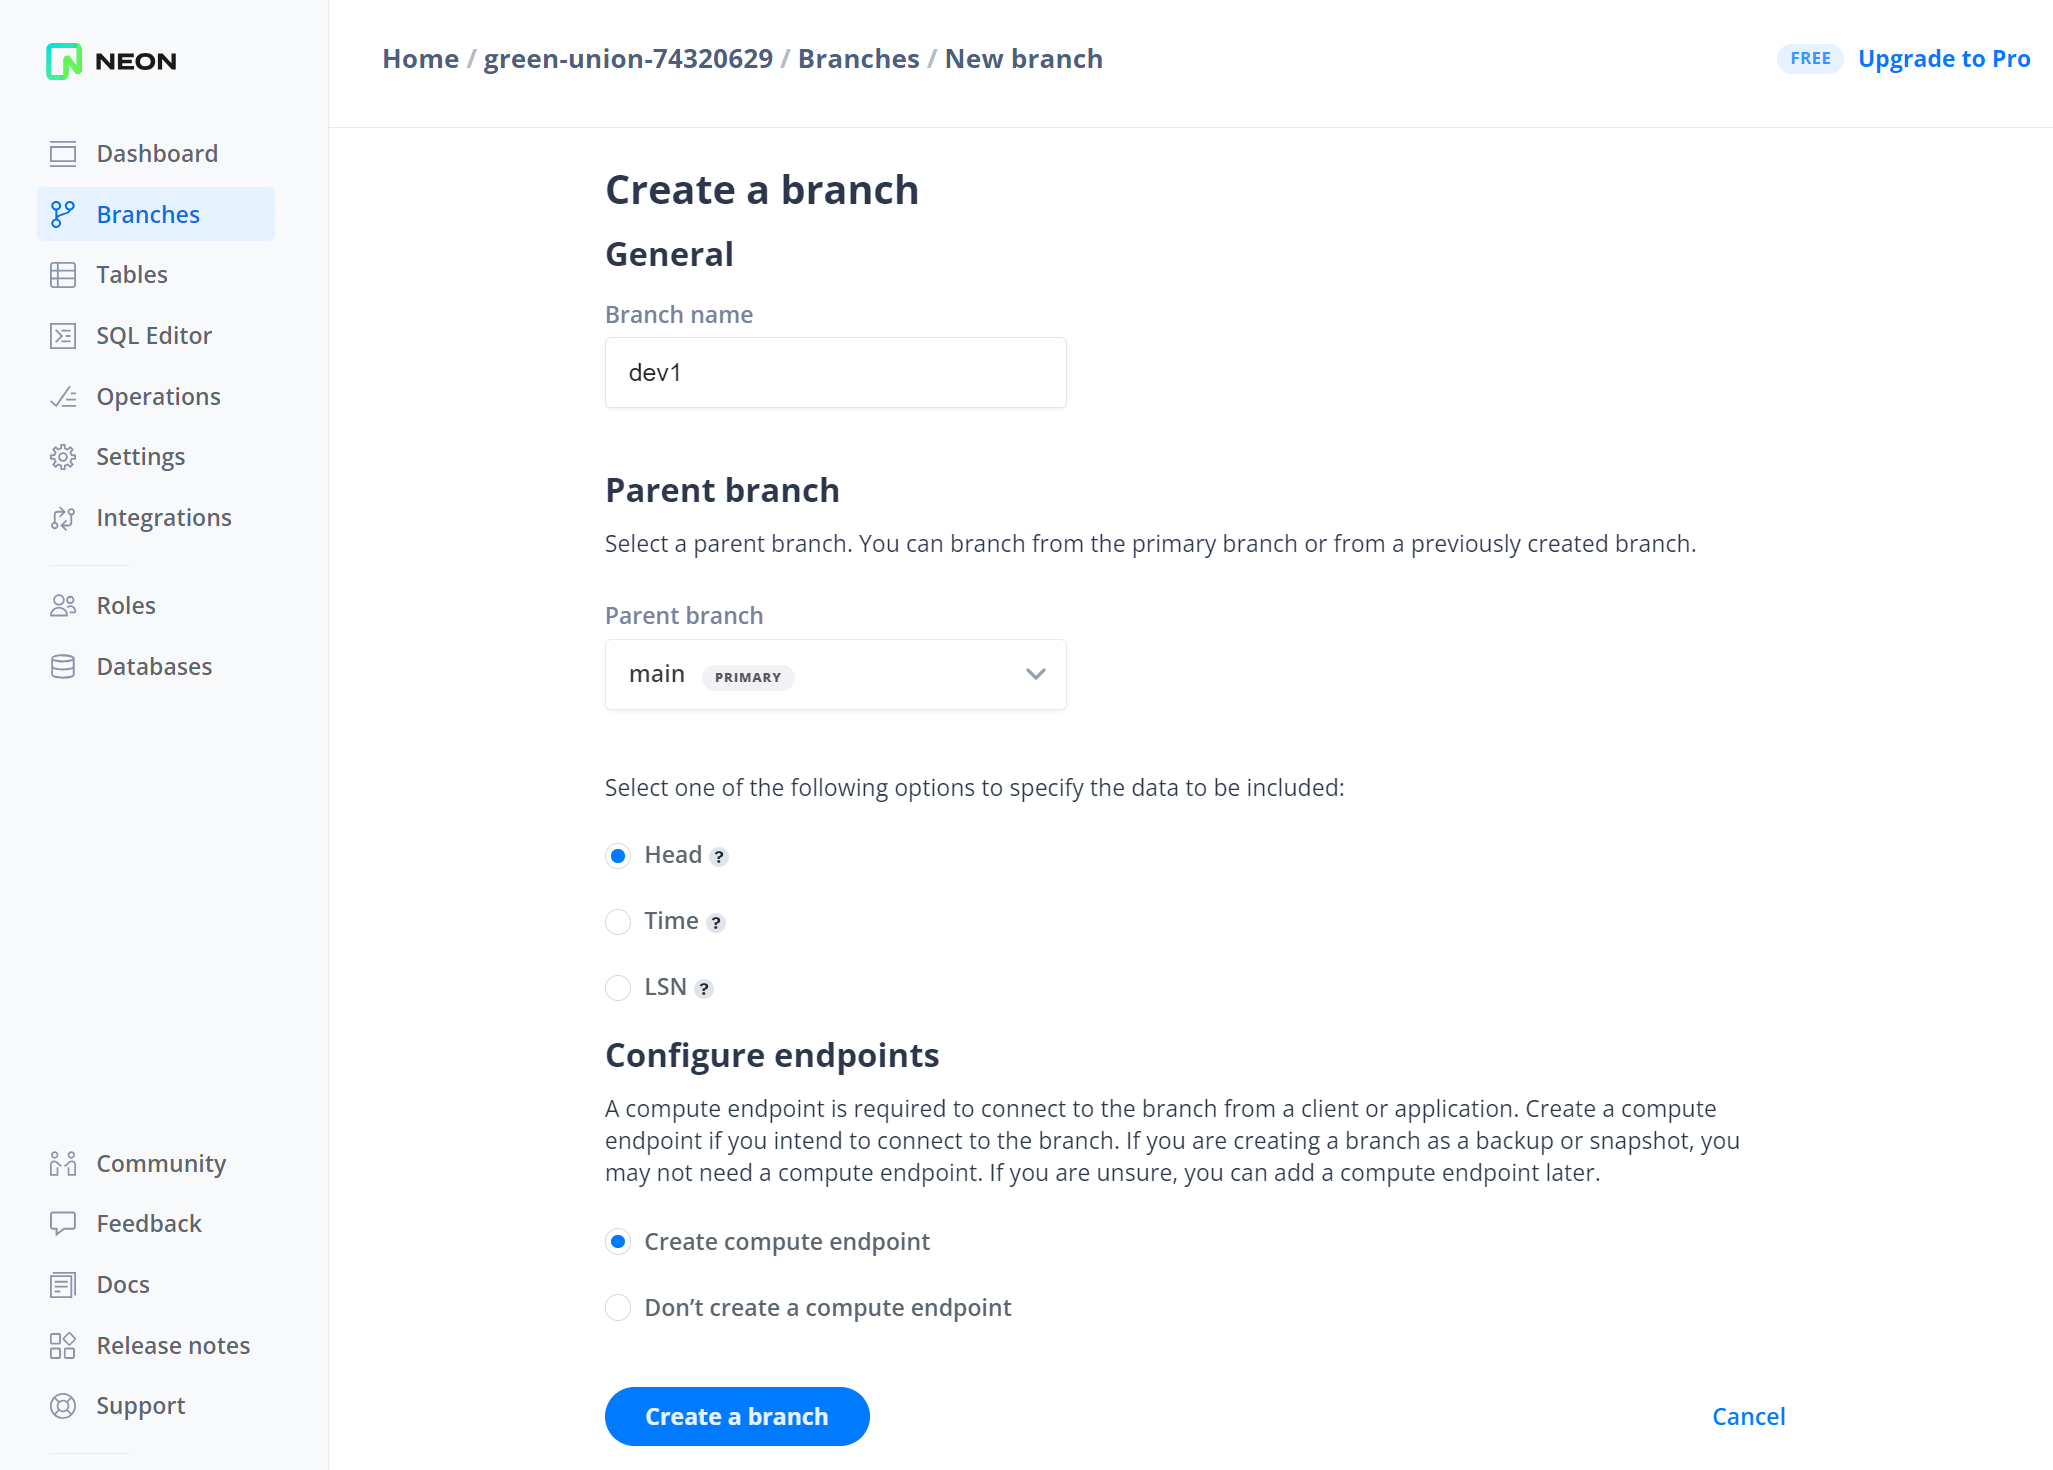 NEON
Dashboard
Branches
Tables
SQL Editor
Operations
Settings
Integrations
Roles
Databases
Community
Feedback
Docs
Release notes
Support
Home / green-union-74320629 / Branches / New branch
FREE Upgrade to Pro
Create a branch
General
Branch name
dev1
Parent branch
Select a parent branch. You can branch from the primary branch or from a previously created branch.
Parent branch
main PRIMARY
Select one of the following options to specify the data to be included:
Head ?
Time ?
LSN ?
Configure endpoints
A compute endpoint is required to connect to the branch from a client or application. Create a compute
endpoint if you intend to connect to the branch. If you are creating a branch as a backup or snapshot, you
may not need a compute endpoint. If you are unsure, you can add a compute endpoint later.
Create compute endpoint
Don’t create a compute endpoint
Create a branch
Cancel